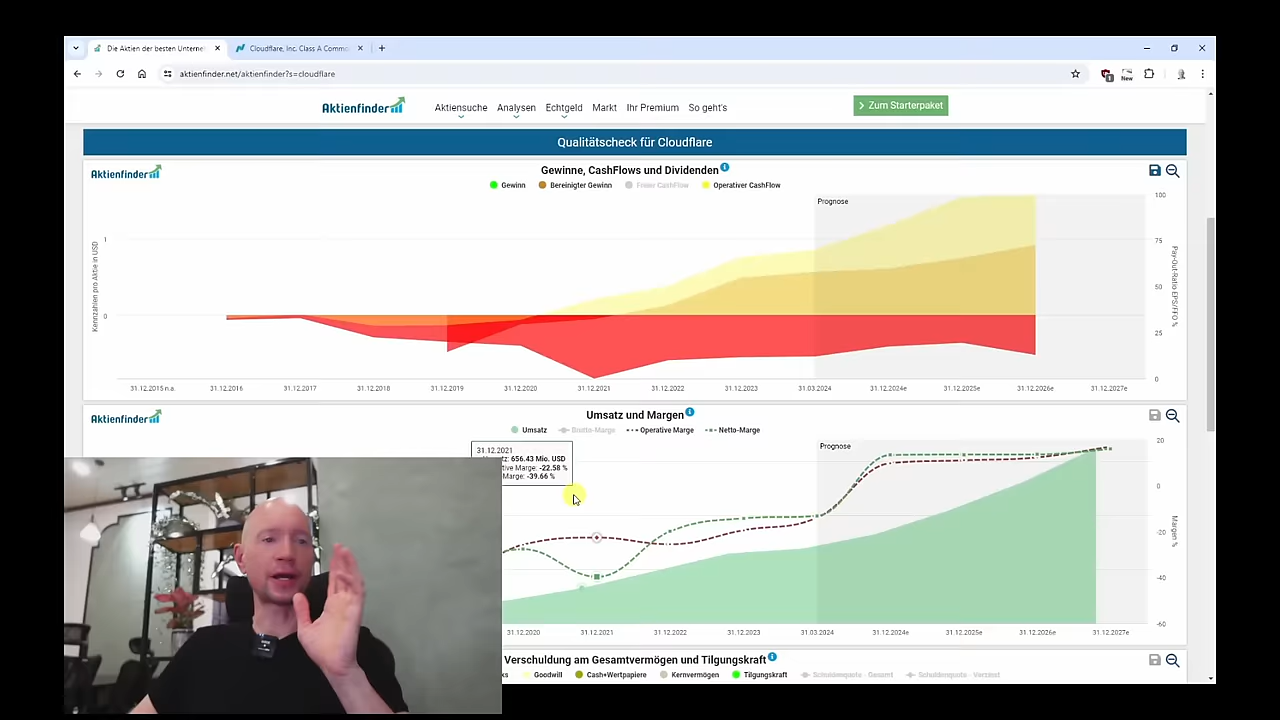 Die Aktien der besten Unterne
Cloudflare, Inc. Class A Commo
aktienfinder.net/aktienfinder?s=cloudflare
New
Aktienfinder
Aktiensuche Analysen Echtgeld Markt Ihr Premium So geht's
Zum Starterpaket
Qualitätscheck für Cloudflare
Aktienfinder
Gewinne, CashFlows und Dividenden
Gewinn Bereinigter Gewinn Freier CashFlow Operativer CashFlow
Prognose
100
75
50
25
0
1
0
Kennzahlen pro Aktie in USD
Pay-Out-Ratio EPS/FFO %
31.12.2015 n.a. 31.12.2016 31.12.2017 31.12.2018 31.12.2019 31.12.2020 31.12.2021 31.12.2022 31.12.2023 31.03.2024 31.12.2024e 31.12.2025e 31.12.2026e 31.12.2027e
Aktienfinder
Umsatz und Margen
Umsatz Brutto-Marge Operative Marge Netto-Marge
Prognose
31.12.2021
656.43 Mio. USD
Marge: -22.58 %
Marge: -39.66 %
20
0
-20
-40
-60
Margen %
31.12.2020 31.12.2021 31.12.2022 31.12.2023 31.03.2024 31.12.2024e 31.12.2025e 31.12.2026e 31.12.2027e
Verschuldung am Gesamtvermögen und Tilgungskraft
Goodwill Cash+Wertpapiere Kernvermögen Tilgungskraft Schuldenquote - Gesamt Schuldenquote - Verzinst